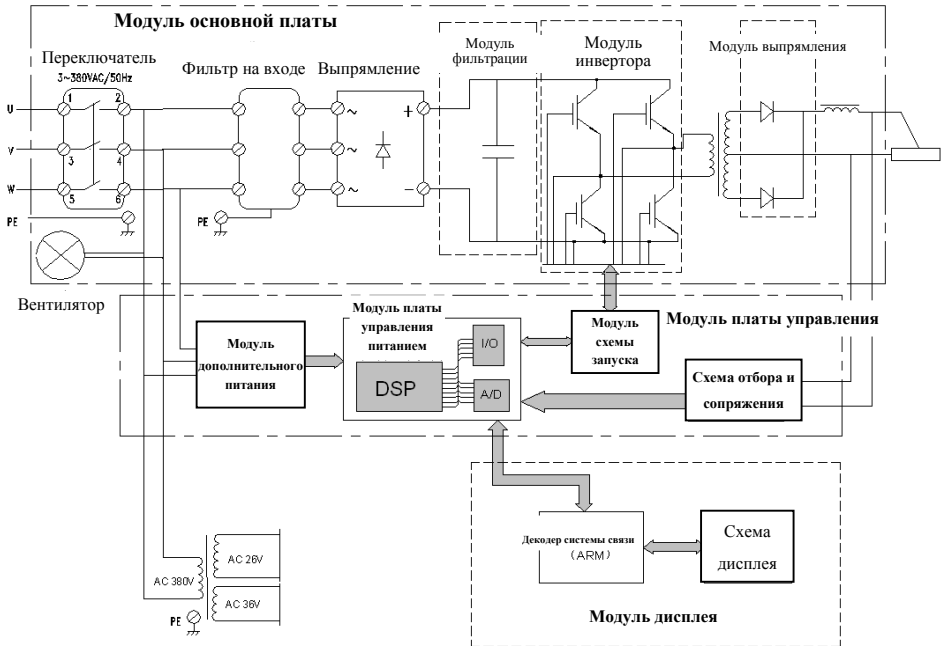 Модуль основной платы
Переключатель
3~380VAC/50Hz
Фильтр на входе
Выпрямление
Модуль
фильтрации
Модуль
инвертора
Модуль выпрямления
U
V
W
PE
1
2
3
4
5
6
PE
~
~
~
+
–
Вентилятор
Модуль
дополнительного
питания
Модуль платы
управления
питанием
DSP
I/O
A/D
Модуль
схемы
запуска
Модуль платы управления
Схема отбора и
сопряжения
Декодер системы связи
(ARM)
Схема
дисплея
Модуль дисплея
AC 380V
AC 26V
AC 36V
PE